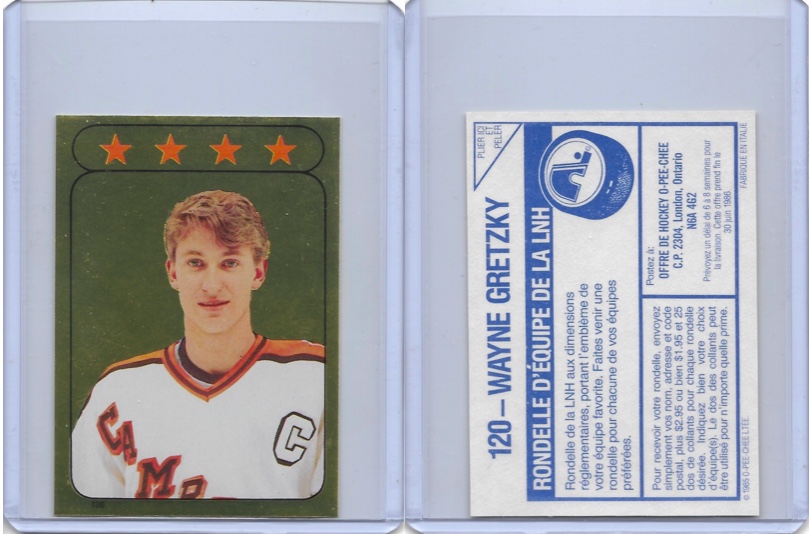 CAMP
C
120
PLIER ICI
ET
PELER
120 – WAYNE GRETZKY
RONDELLE D'ÉQUIPE DE LA LNH
Rondelle de la LNH aux dimensions
réglementaires, portant l'emblème de
votre équipe favorite. Faites venir une
rondelle pour chacune de vos équipes
préférées.
Pour recevoir votre rondelle, envoyez
simplement vos nom, adresse et code
postal, plus $2.95 ou bien $1.95 et 25
dos de collants pour chaque rondelle
désirée. Indiquez bien votre choix
d'équipe(s). Le dos des collants peut
être utilisé pour n'importe quelle prime.
Postez à:
OFFRE DE HOCKEY O-PEE-CHEE
C.P. 2304, London, Ontario
N6A 4G2
Prévoyez un délai de 6 à 8 semaines pour
la livraison. Cette offre prend fin le
30 juin 1986.
© 1985 O-PEE-CHEE LTÉE.
FABRIQUÉ EN ITALIE